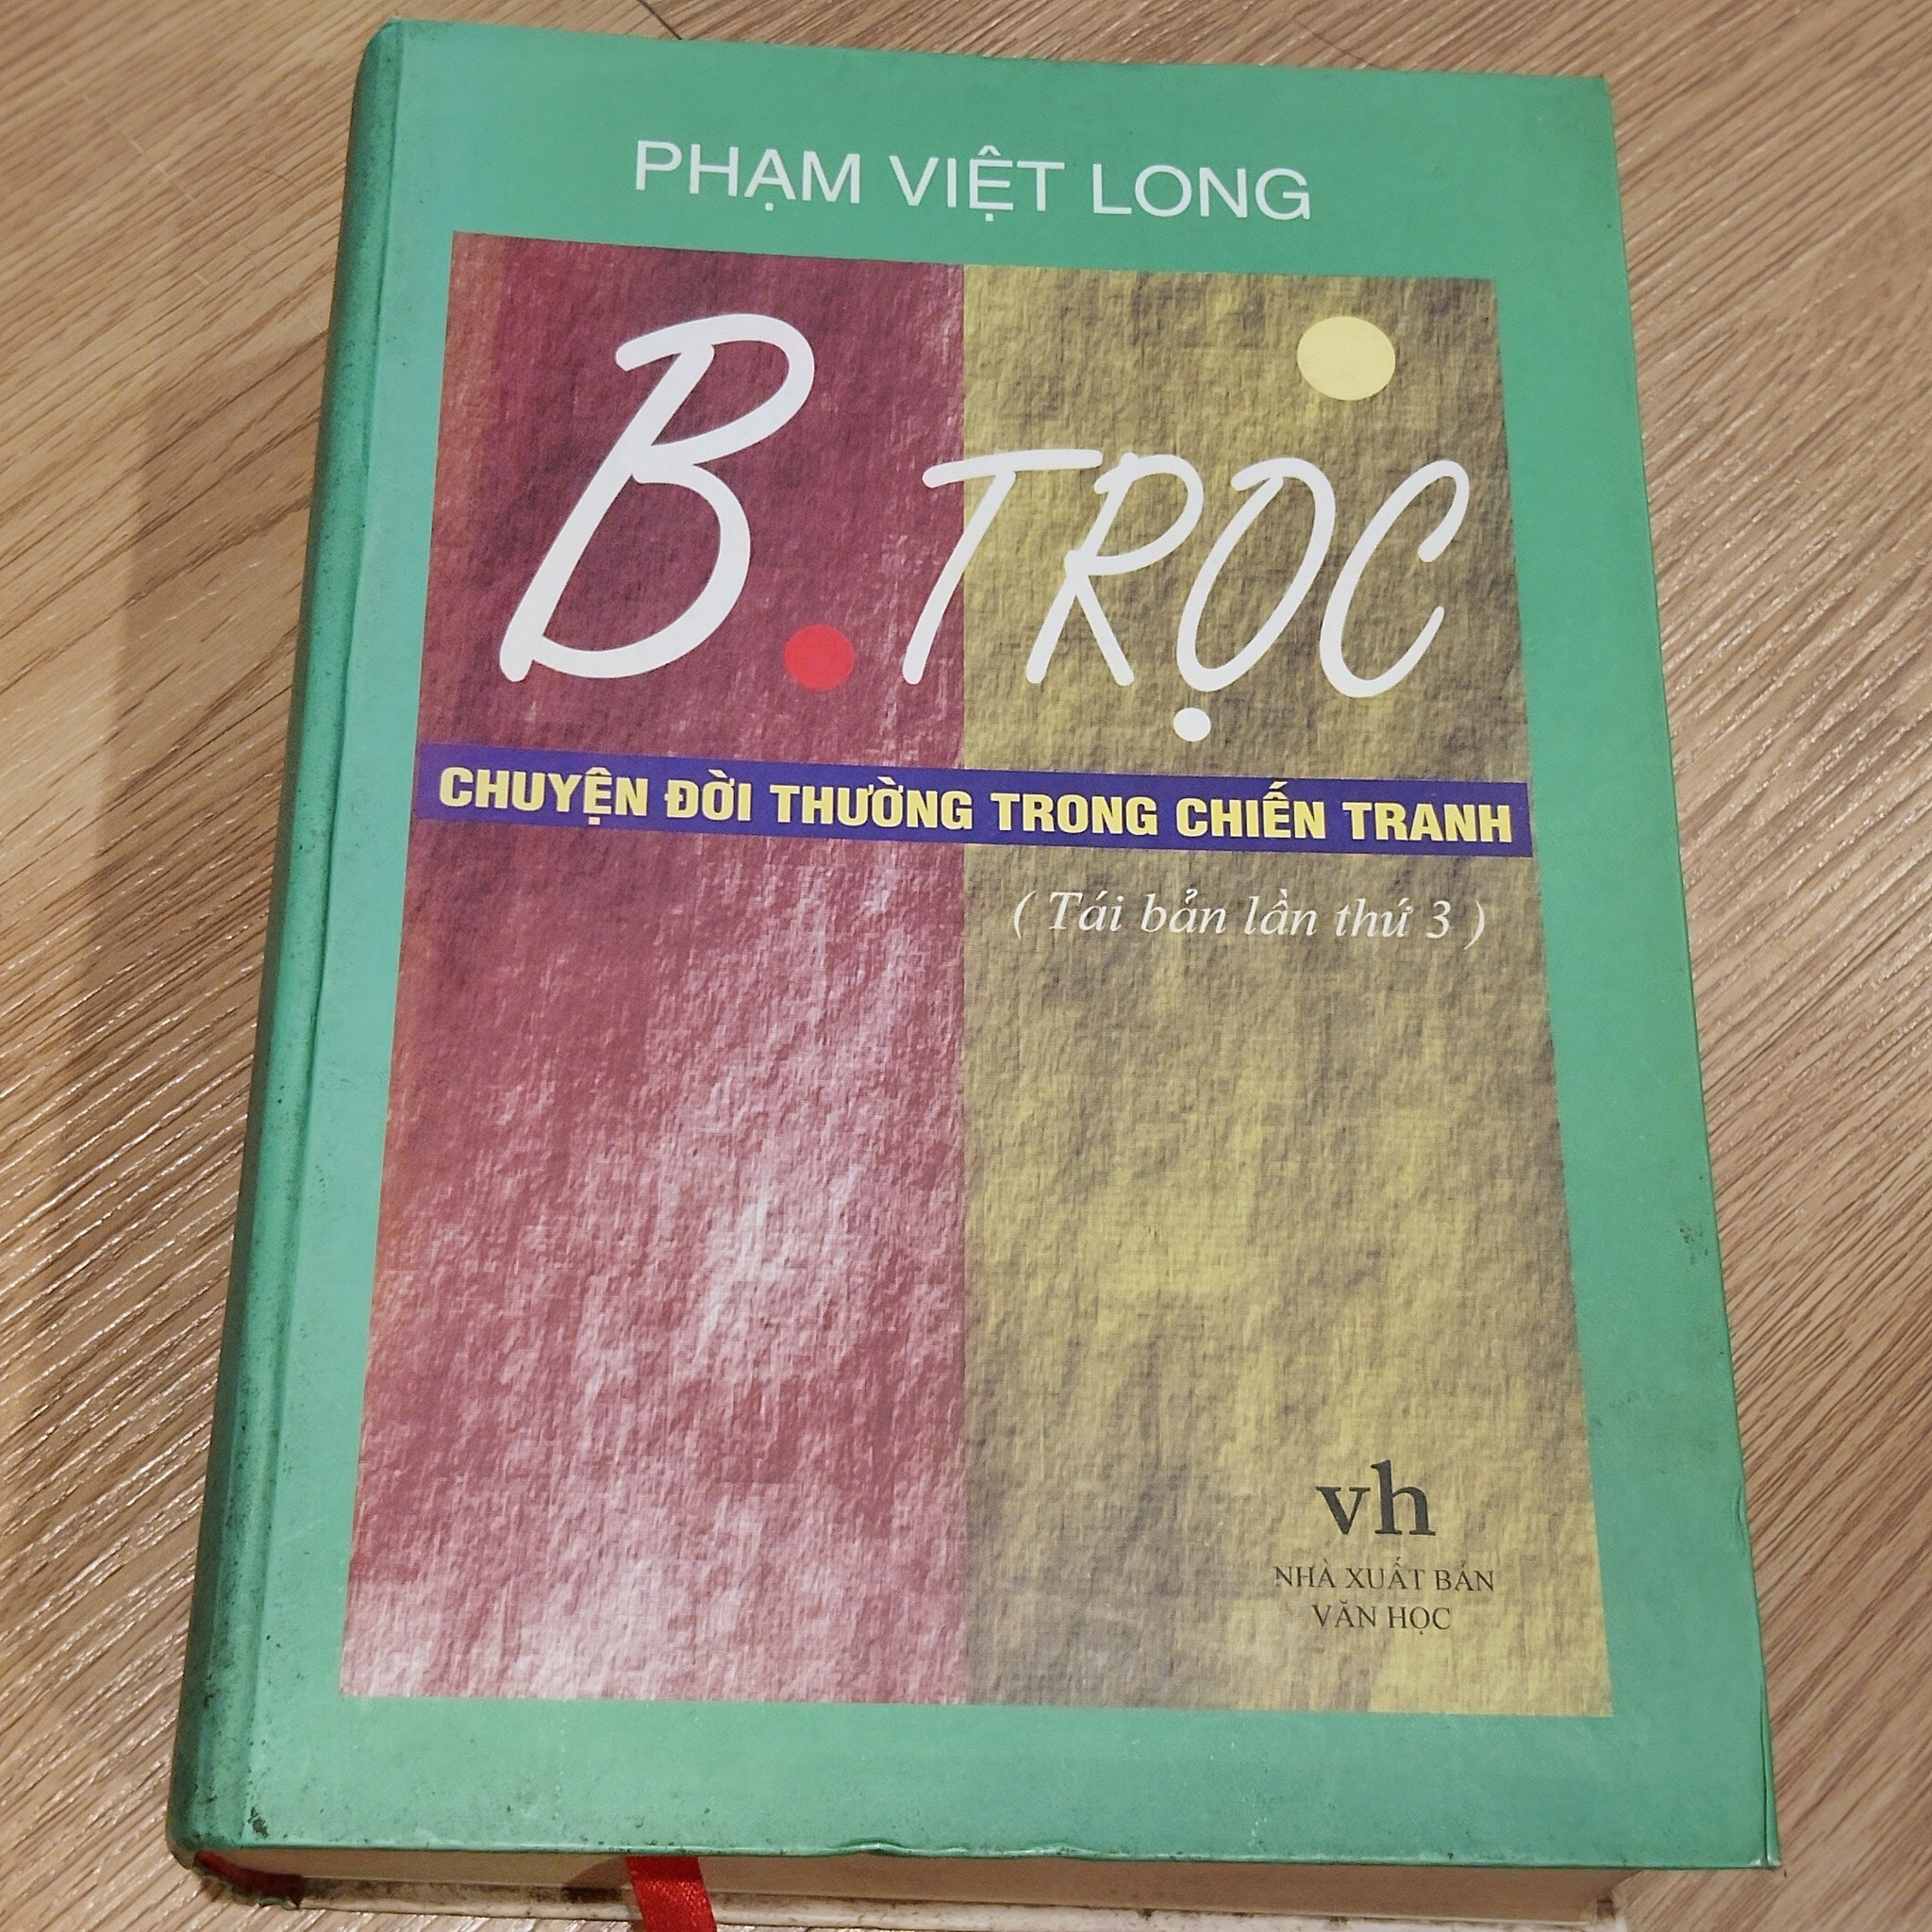 PHẠM VIỆT LONG
B.TRỌC
CHUYỆN ĐỜI THƯỜNG TRONG CHIẾN TRANH
( Tái bản lần thứ 3 )
vh
NHÀ XUẤT BẢN
VĂN HỌC